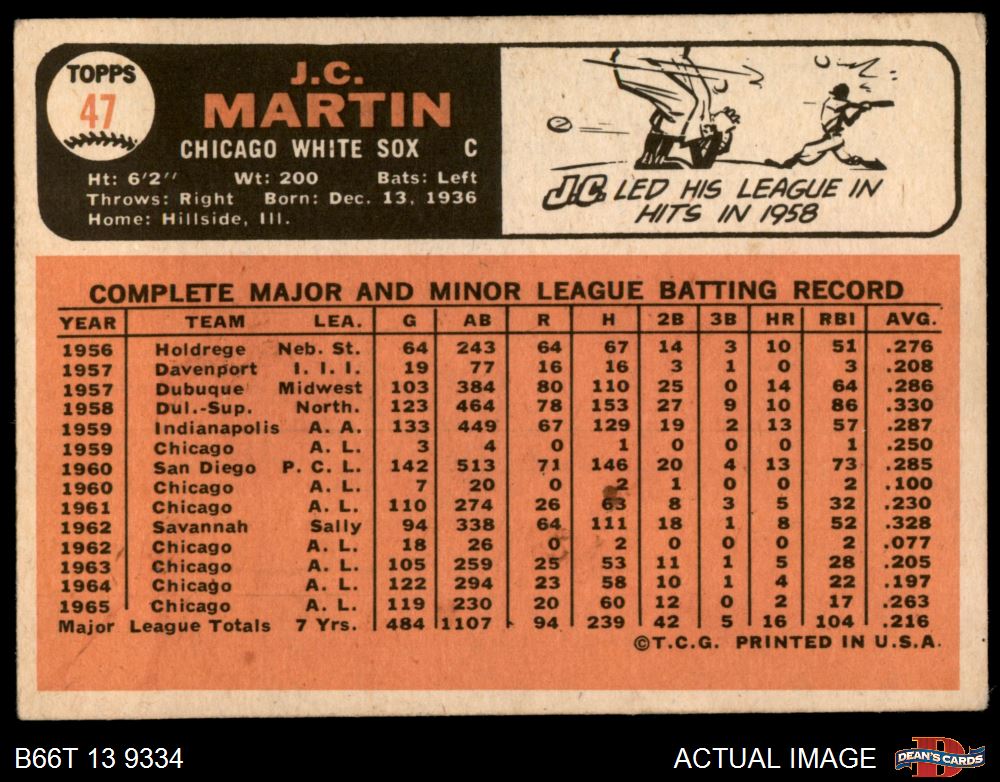 TOPPS
47
J.C.
MARTIN
CHICAGO WHITE SOX C
Ht: 6'2" Wt: 200 Bats: Left
Throws: Right Born: Dec. 13, 1936
Home: Hillside, Ill.
J.C. LED HIS LEAGUE IN
HITS IN 1958
COMPLETE MAJOR AND MINOR LEAGUE BATTING RECORD
YEAR TEAM LEA. G AB R H 2B 3B HR RBI AVG.
1956 Holdrege Neb. St. 64 243 64 67 14 3 10 51 .276
1957 Davenport I. I. I. 19 77 16 16 3 1 0 3 .208
1957 Dubuque Midwest 103 384 80 110 25 0 14 64 .286
1958 Dul.-Sup. North. 123 464 78 153 27 9 10 86 .330
1959 Indianapolis A. A. 133 449 67 129 19 2 13 57 .287
1959 Chicago A. L. 3 4 0 1 0 0 0 1 .250
1960 San Diego P. C. L. 142 513 71 146 20 4 13 73 .285
1960 Chicago A. L. 7 20 0 2 1 0 0 2 .100
1961 Chicago A. L. 110 274 26 63 8 3 5 32 .230
1962 Savannah Sally 94 338 64 111 18 1 8 52 .328
1962 Chicago A. L. 18 26 0 2 0 0 0 2 .077
1963 Chicago A. L. 105 259 25 53 11 1 5 28 .205
1964 Chicago A. L. 122 294 23 58 10 1 4 22 .197
1965 Chicago A. L. 119 230 20 60 12 0 2 17 .263
Major League Totals 7 Yrs. 484 1107 94 239 42 5 16 104 .216
©T.C.G. PRINTED IN U.S.A.
B66T 13 9334
ACTUAL IMAGE
D
DEAN'S CARDS